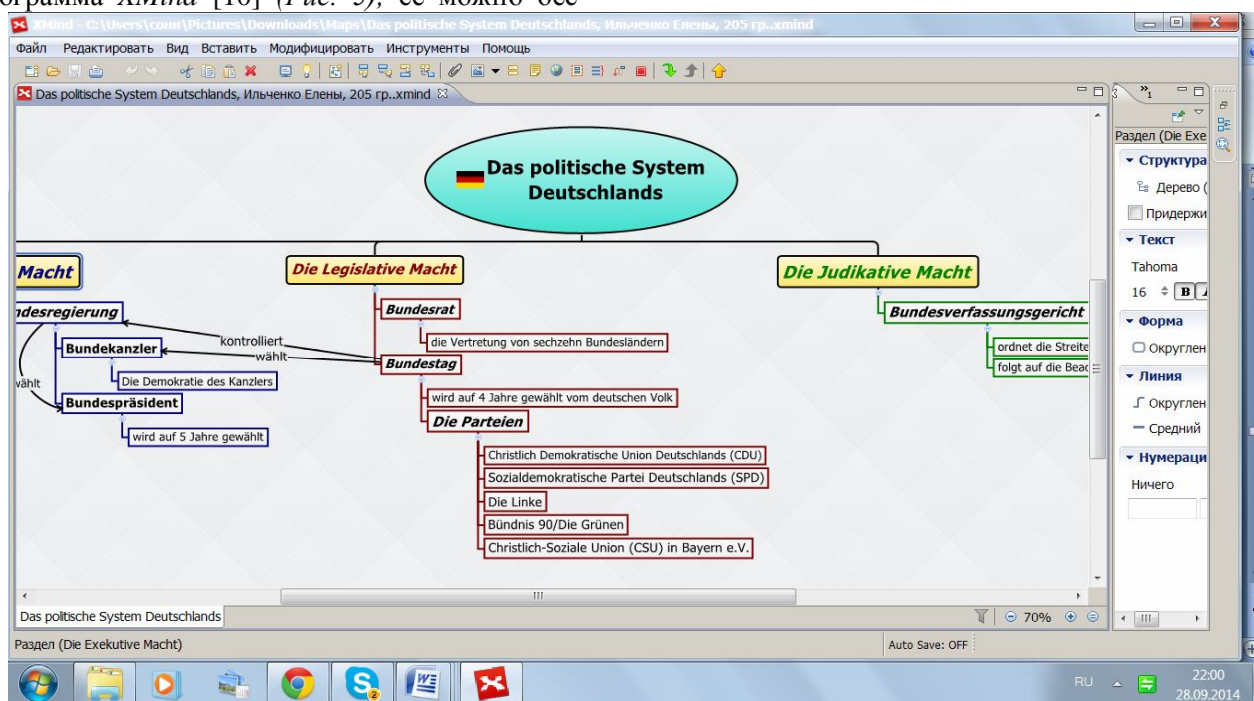 ограмма XMind [10] (Рис. 3), ее можно бес
XMind - C:\Users\conn\Pictures\Downloads\Maps\Das politische System Deutschlands, Ильченко Елены, 205 гр..xmind
Файл Редактировать Вид Вставить Модифицировать Инструменты Помощь
Das politische System Deutschlands, Ильченко Елены, 205 гр..xmind
Das politische System
Deutschlands
Macht
Die Legislative Macht
Die Judikative Macht
ndesregierung
Bundekanzler
Die Demokratie des Kanzlers
Bundespräsident
wird auf 5 Jahre gewählt
wählt
kontrolliert
wählt
Bundesrat
die Vertretung von sechzehn Bundesländern
Bundestag
wird auf 4 Jahre gewählt vom deutschen Volk
Die Parteien
Christlich Demokratische Union Deutschlands (CDU)
Sozialdemokratische Partei Deutschlands (SPD)
Die Linke
Bündnis 90/Die Grünen
Christlich-Soziale Union (CSU) in Bayern e.V.
Bundesverfassungsgericht
ordnet die Streite
folgt auf die Beac
Раздел (Die Exe
Структура
Дерево (
Придержи
Текст
Tahoma
16 B
Форма
Округлен
Линия
Округлен
Средний
Нумераци
Ничего
Das politische System Deutschlands
70%
Раздел (Die Exekutive Macht)
Auto Save: OFF
RU
22:00
28.09.2014